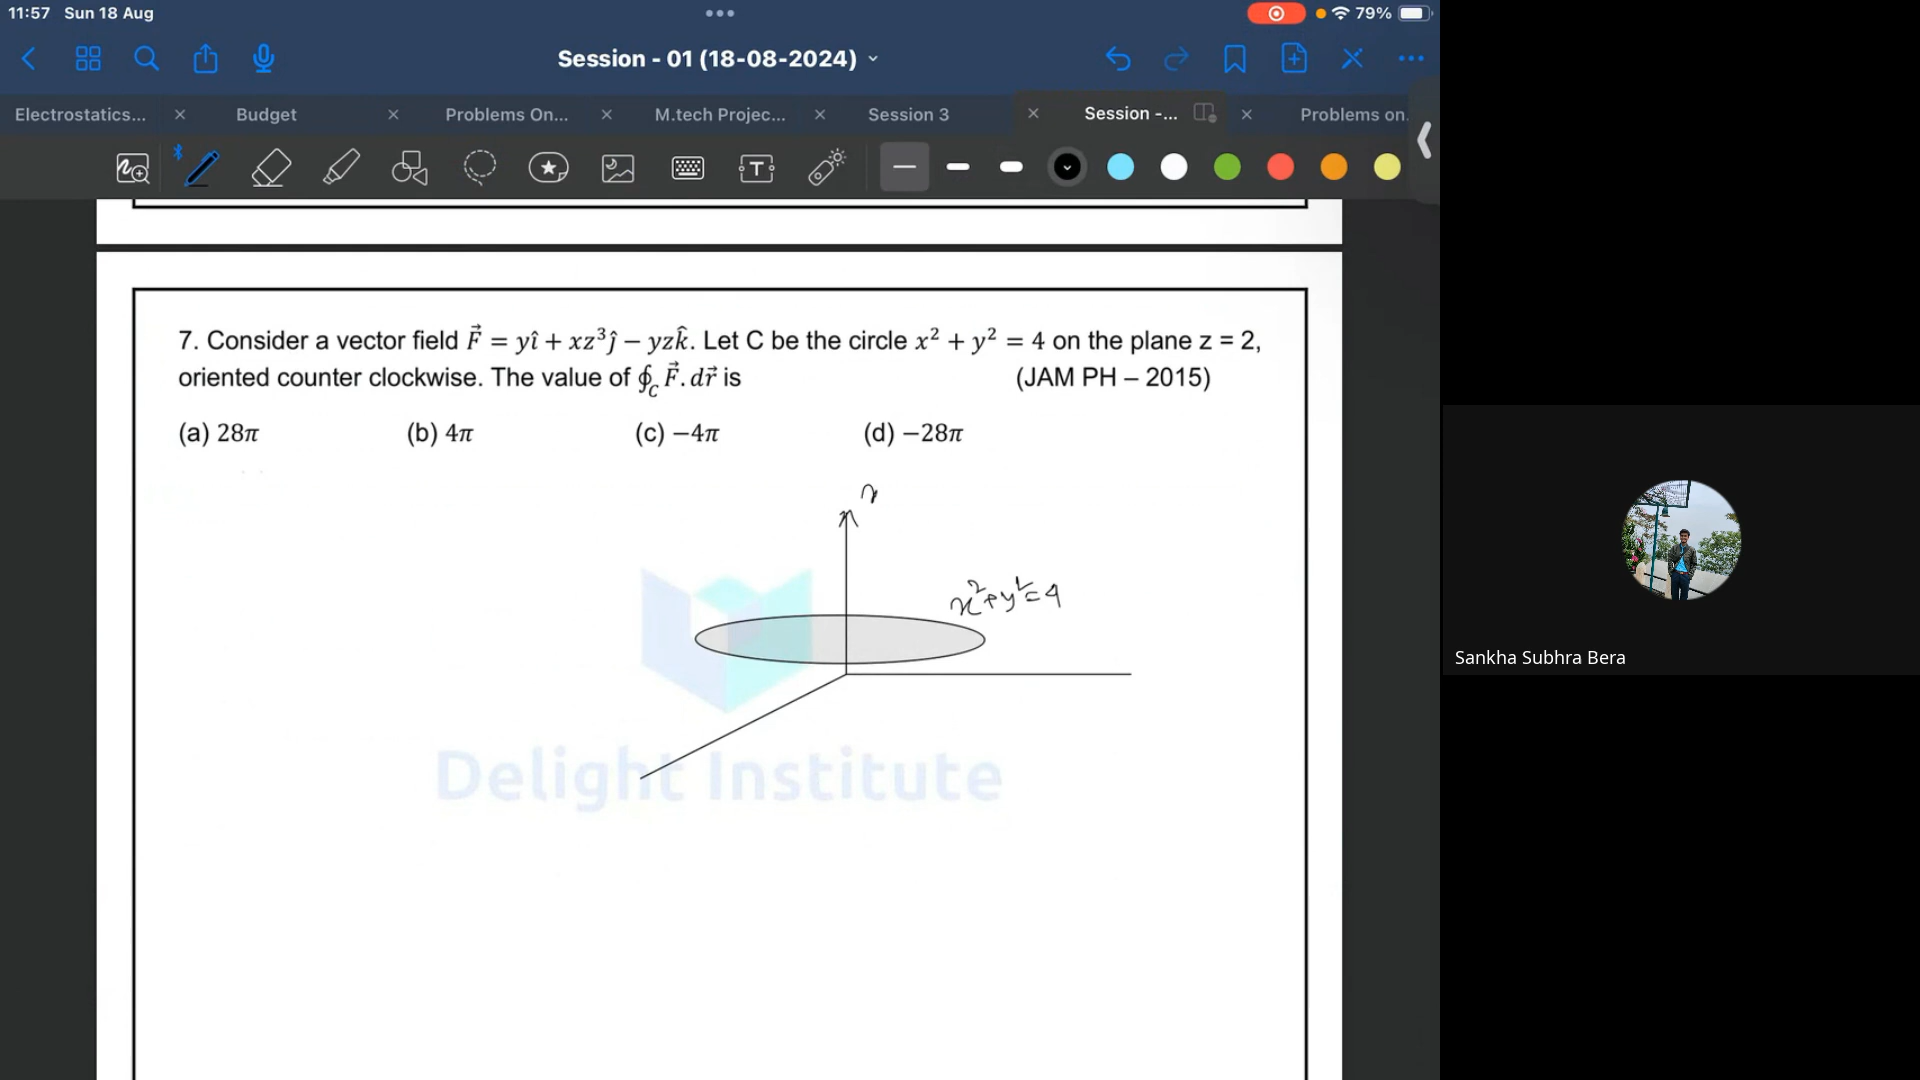 11:57 Sun 18 Aug
79%
Session - 01 (18-08-2024)
Electrostatics...
Budget
Problems On...
M.tech Projec...
Session 3
Session -...
Problems on.
7. Consider a vector field F⃗ = yî + xz³ĵ − yzk̂. Let C be the circle x² + y² = 4 on the plane z = 2,
oriented counter clockwise. The value of ∮_C F⃗. dr⃗ is (JAM PH – 2015)
(a) 28π (b) 4π (c) −4π (d) −28π
x²+y²=4
Delight Institute
Sankha Subhra Bera